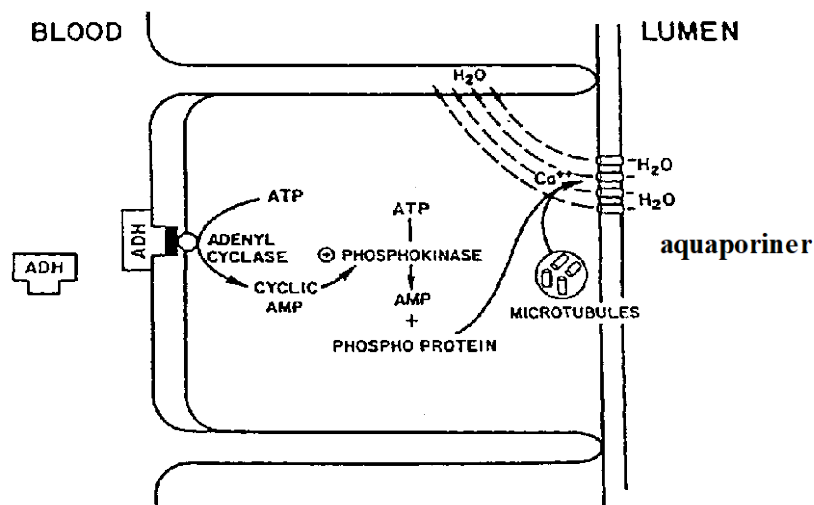 BLOOD
LUMEN
H₂O
Ca⁺⁺
H₂O
H₂O
ATP
ATP
ADH
ADENYL
CYCLASE
⊕ PHOSPHOKINASE
aquaporiner
ADH
CYCLIC
AMP
AMP
+
PHOSPHO PROTEIN
MICROTUBULES